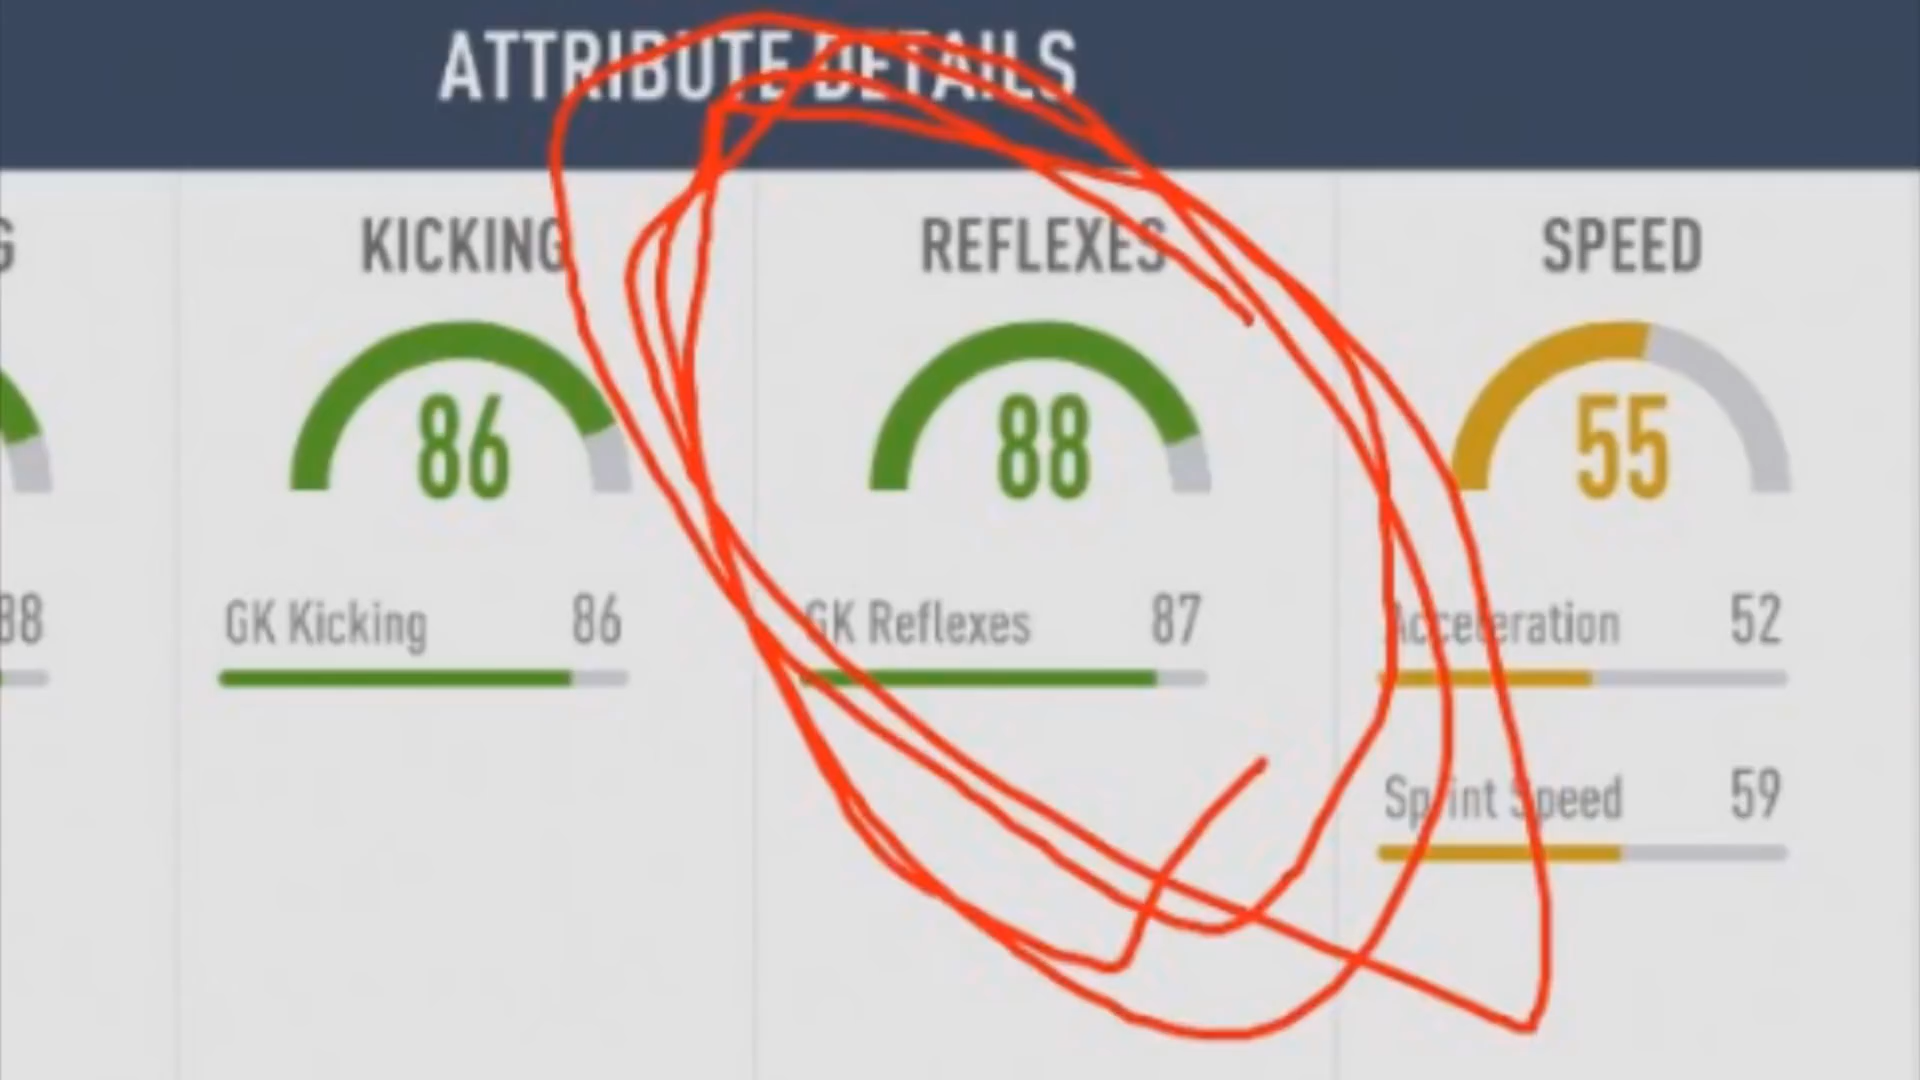 ATTRIBUTE DETAILS
G KICKING REFLEXES SPEED
86 88 55
88 GK Kicking 86 GK Reflexes 87 Acceleration 52
Sprint Speed 59